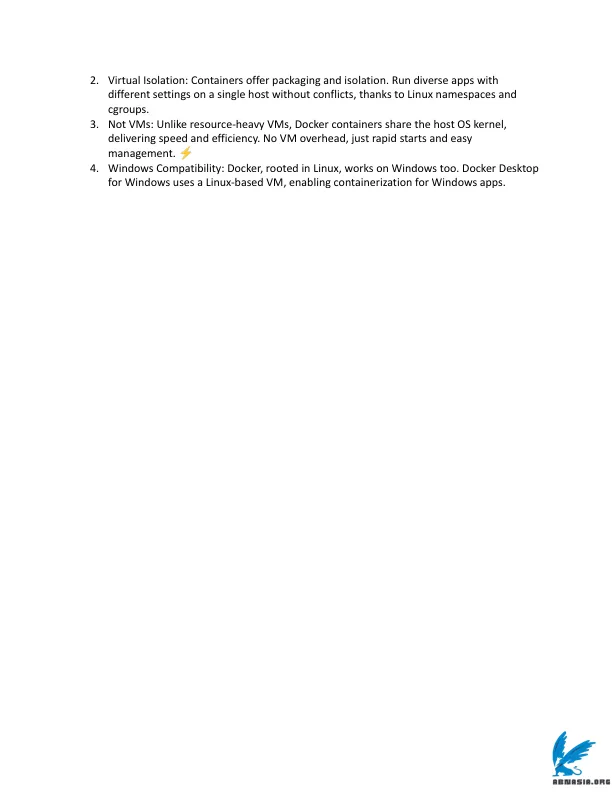 2. Virtual Isolation: Containers offer packaging and isolation. Run diverse apps with
different settings on a single host without conflicts, thanks to Linux namespaces and
cgroups.
3. Not VMs: Unlike resource-heavy VMs, Docker containers share the host OS kernel,
delivering speed and efficiency. No VM overhead, just rapid starts and easy
management. ⚡
4. Windows Compatibility: Docker, rooted in Linux, works on Windows too. Docker Desktop
for Windows uses a Linux-based VM, enabling containerization for Windows apps.
ABNASIA.ORG